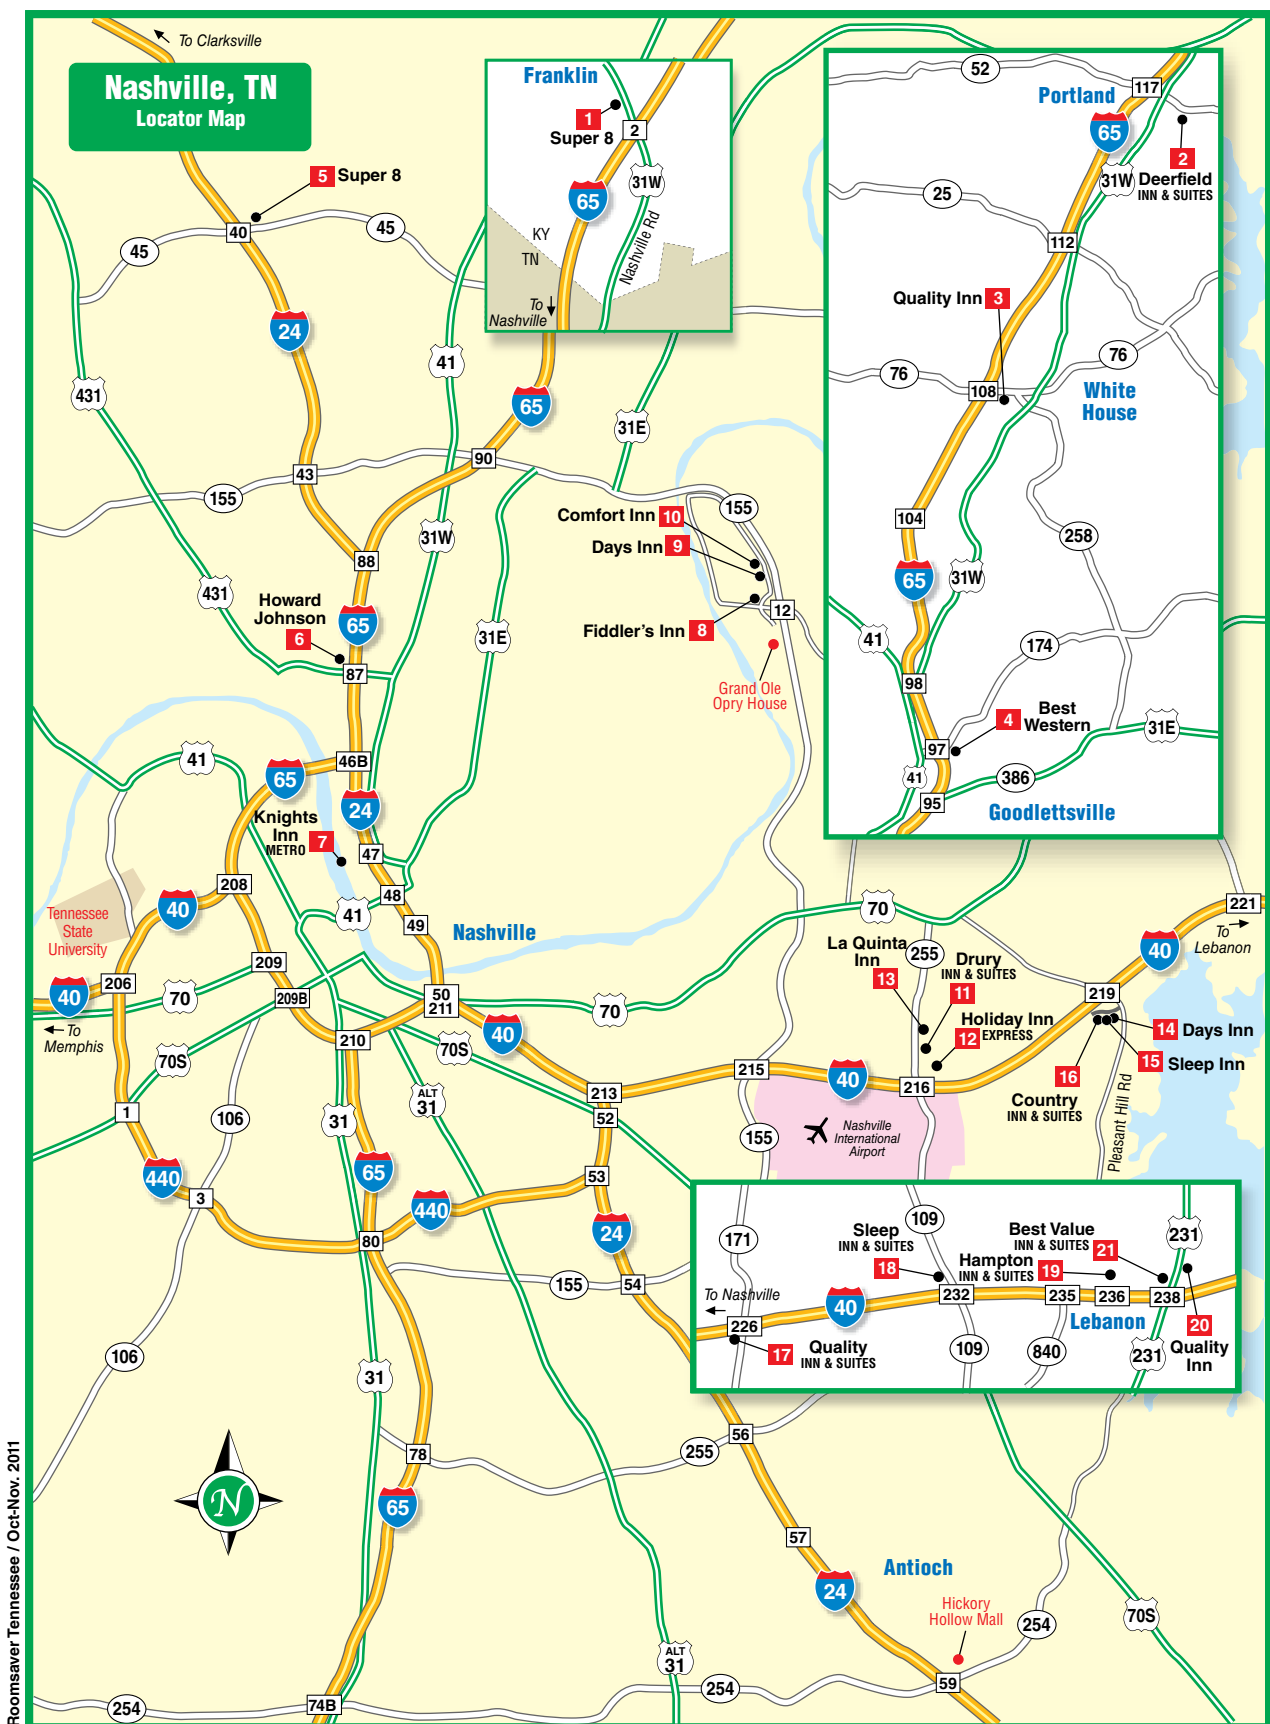 To Clarksville
Nashville, TN
Locator Map
5 Super 8
40
45
45
24
431
41
43
155
90
65
31E
31W
88
431
Howard
Johnson
6
65
87
31E
Franklin
1
Super 8
2
31W
65
Nashville Rd
KY
TN
To
Nashville
Comfort Inn 10
Days Inn 9
Fiddler's Inn 8
155
12
Grand Ole
Opry House
52
117
Portland
65
2
Deerfield
INN & SUITES
31W
25
112
Quality Inn 3
76
76
108
White
House
104
258
65
31W
41
174
98
4
Best
Western
97
31E
41
386
95
Goodlettsville
41
65
46B
24
Knights
Inn
METRO
7
47
48
208
40
41
49
Nashville
Tennessee
State
University
206
209
40
70
209B
50
211
70
70
To
Memphis
70S
210
70S
40
La Quinta
Inn
13
255
Drury
INN & SUITES
11
Holiday Inn
EXPRESS
12
221
To
Lebanon
40
219
14 Days Inn
15 Sleep Inn
16
Country
INN & SUITES
Pleasant Hill Rd
215
40
216
213
52
1
106
31
ALT
31
155
Nashville
International
Airport
440
3
65
440
53
24
80
155
54
171
109
Sleep
INN & SUITES
18
Best Value
INN & SUITES
21
Hampton
INN & SUITES
19
231
To Nashville
40
232
235
236
238
226
Lebanon
20
Quality
Inn
17
Quality
INN & SUITES
109
840
231
106
31
78
255
56
N
65
57
Antioch
24
Hickory
Hollow Mall
254
70S
ALT
31
59
254
74B
254
Roomsaver Tennessee / Oct-Nov. 2011